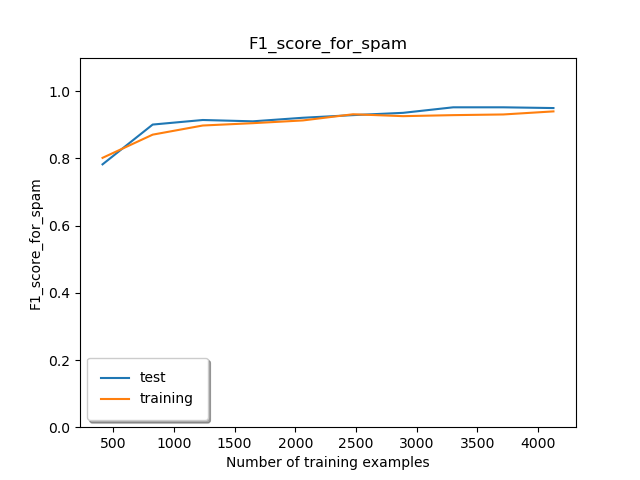 F1_score_for_spam
F1_score_for_spam
1.0
0.8
0.6
0.4
0.2
0.0
test
training
500 1000 1500 2000 2500 3000 3500 4000
Number of training examples